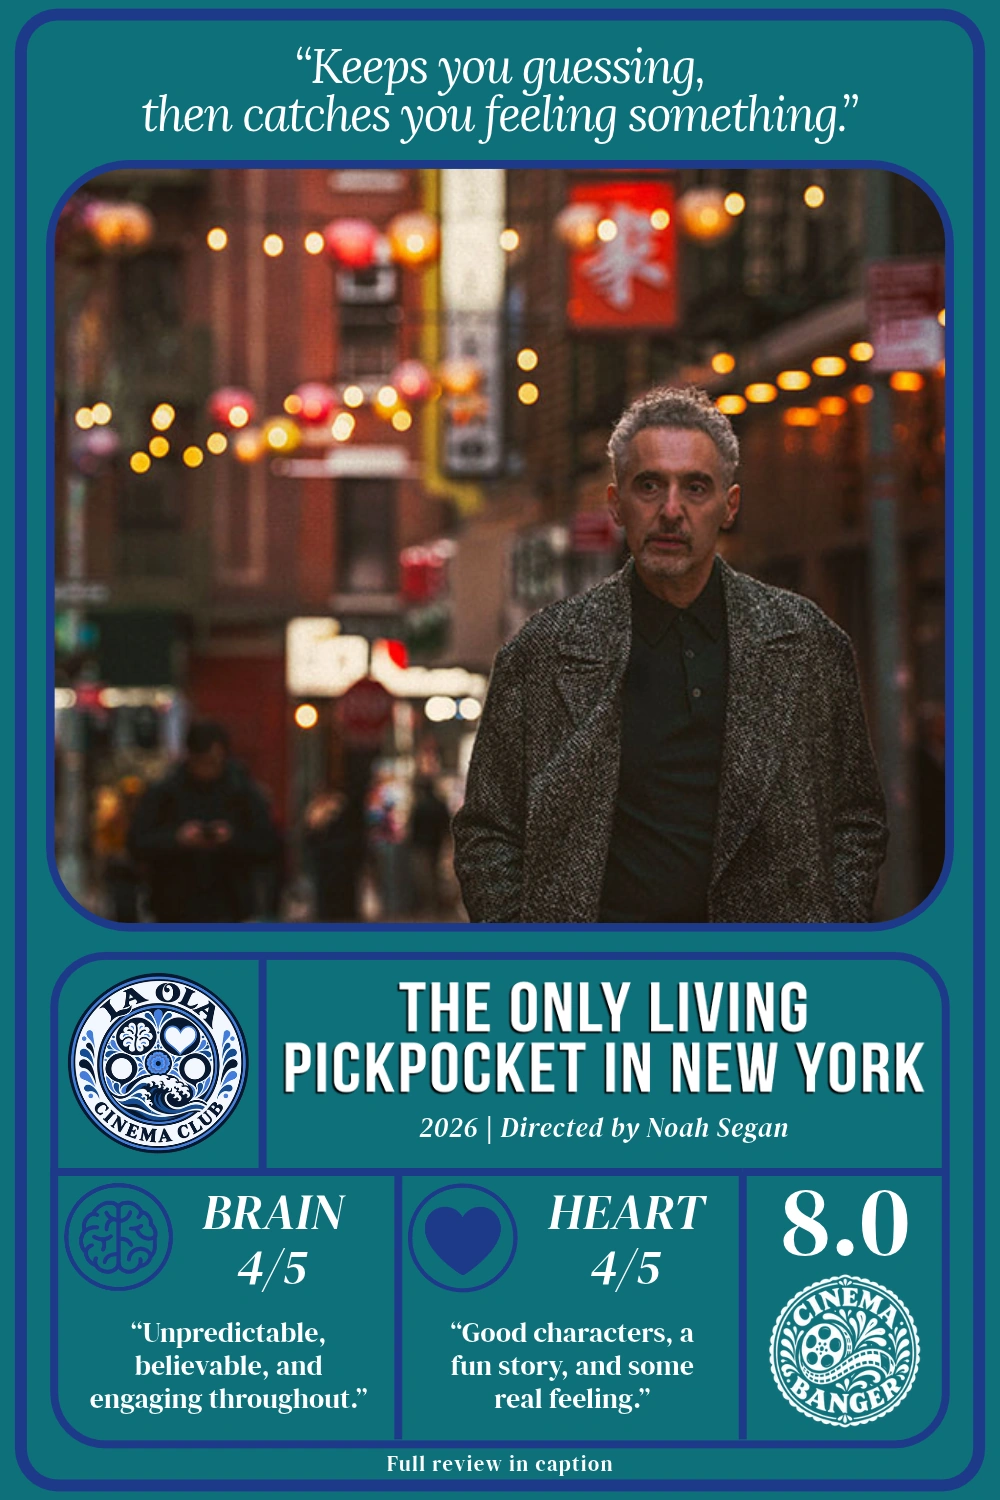 “Keeps you guessing,
then catches you feeling something.”
LA OLA
CINEMA CLUB
THE ONLY LIVING
PICKPOCKET IN NEW YORK
2026 | Directed by Noah Segan
BRAIN
4/5
“Unpredictable,
believable, and
engaging throughout.”
HEART
4/5
“Good characters, a
fun story, and some
real feeling.”
8.0
CINEMA
BANGER
Full review in caption